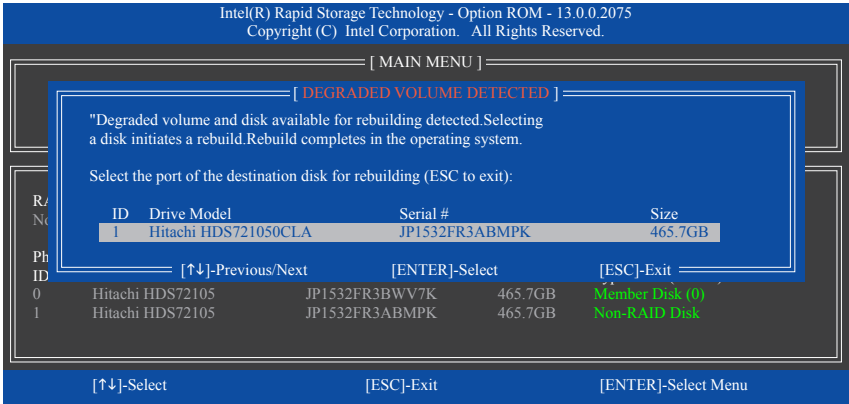 Intel(R) Rapid Storage Technology - Option ROM - 13.0.0.2075
Copyright (C) Intel Corporation. All Rights Reserved.
[ MAIN MENU ]
[ DEGRADED VOLUME DETECTED ]
"Degraded volume and disk available for rebuilding detected.Selecting
a disk initiates a rebuild.Rebuild completes in the operating system.
Select the port of the destination disk for rebuilding (ESC to exit):
ID Drive Model Serial # Size
1 Hitachi HDS721050CLA JP1532FR3ABMPK 465.7GB
[↑↓]-Previous/Next [ENTER]-Select [ESC]-Exit
ID
0 Hitachi HDS72105 JP1532FR3BWV7K 465.7GB Member Disk (0)
1 Hitachi HDS72105 JP1532FR3ABMPK 465.7GB Non-RAID Disk
[↑↓]-Select [ESC]-Exit [ENTER]-Select Menu